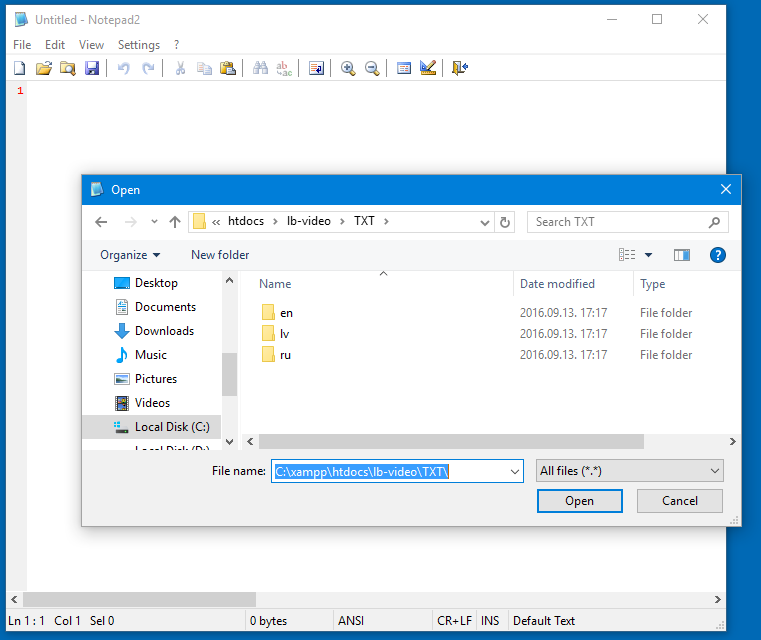 Untitled - Notepad2
File Edit View Settings ?
1
Open
« htdocs > lb-video > TXT > Search TXT
Organize New folder
Name Date modified Type
Desktop
Documents
Downloads
Music
Pictures
Videos
Local Disk (C:)
Local Disk (D:)
en 2016.09.13. 17:17 File folder
lv 2016.09.13. 17:17 File folder
ru 2016.09.13. 17:17 File folder
File name: C:\xampp\htdocs\lb-video\TXT\ All files (*.*)
Open Cancel
Ln 1 : 1 Col 1 Sel 0 0 bytes ANSI CR+LF INS Default Text